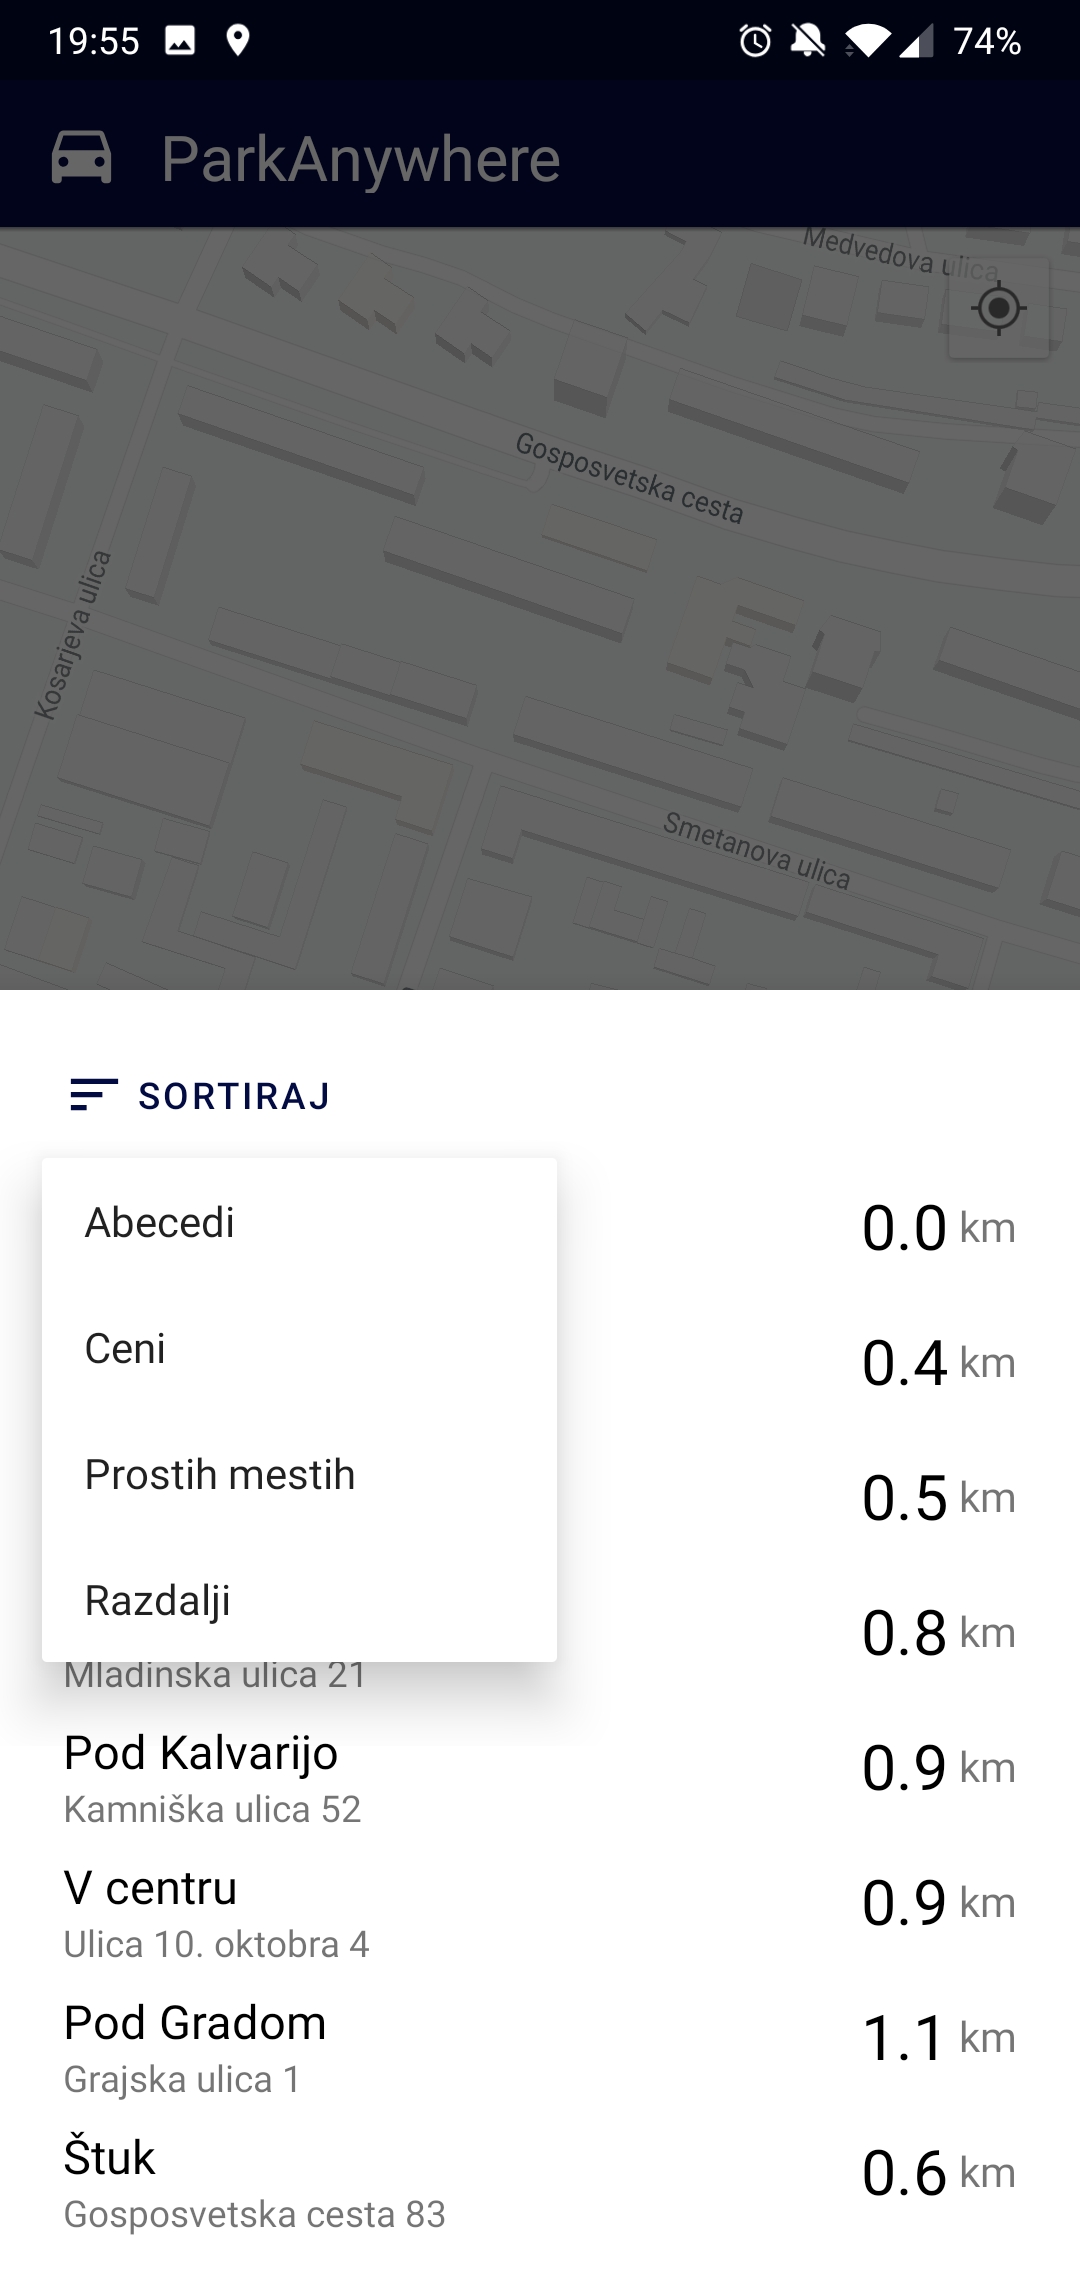 19:55
74%
ParkAnywhere
Medvedova ulica
Gosposvetska cesta
Kosarjeva ulica
Smetanova ulica
SORTIRAJ
Abecedi
0.0 km
Ceni
0.4 km
Prostih mestih
0.5 km
Razdalji
0.8 km
Mladinska ulica 21
Pod Kalvarijo
0.9 km
Kamniška ulica 52
V centru
0.9 km
Ulica 10. oktobra 4
Pod Gradom
1.1 km
Grajska ulica 1
Štuk
0.6 km
Gosposvetska cesta 83